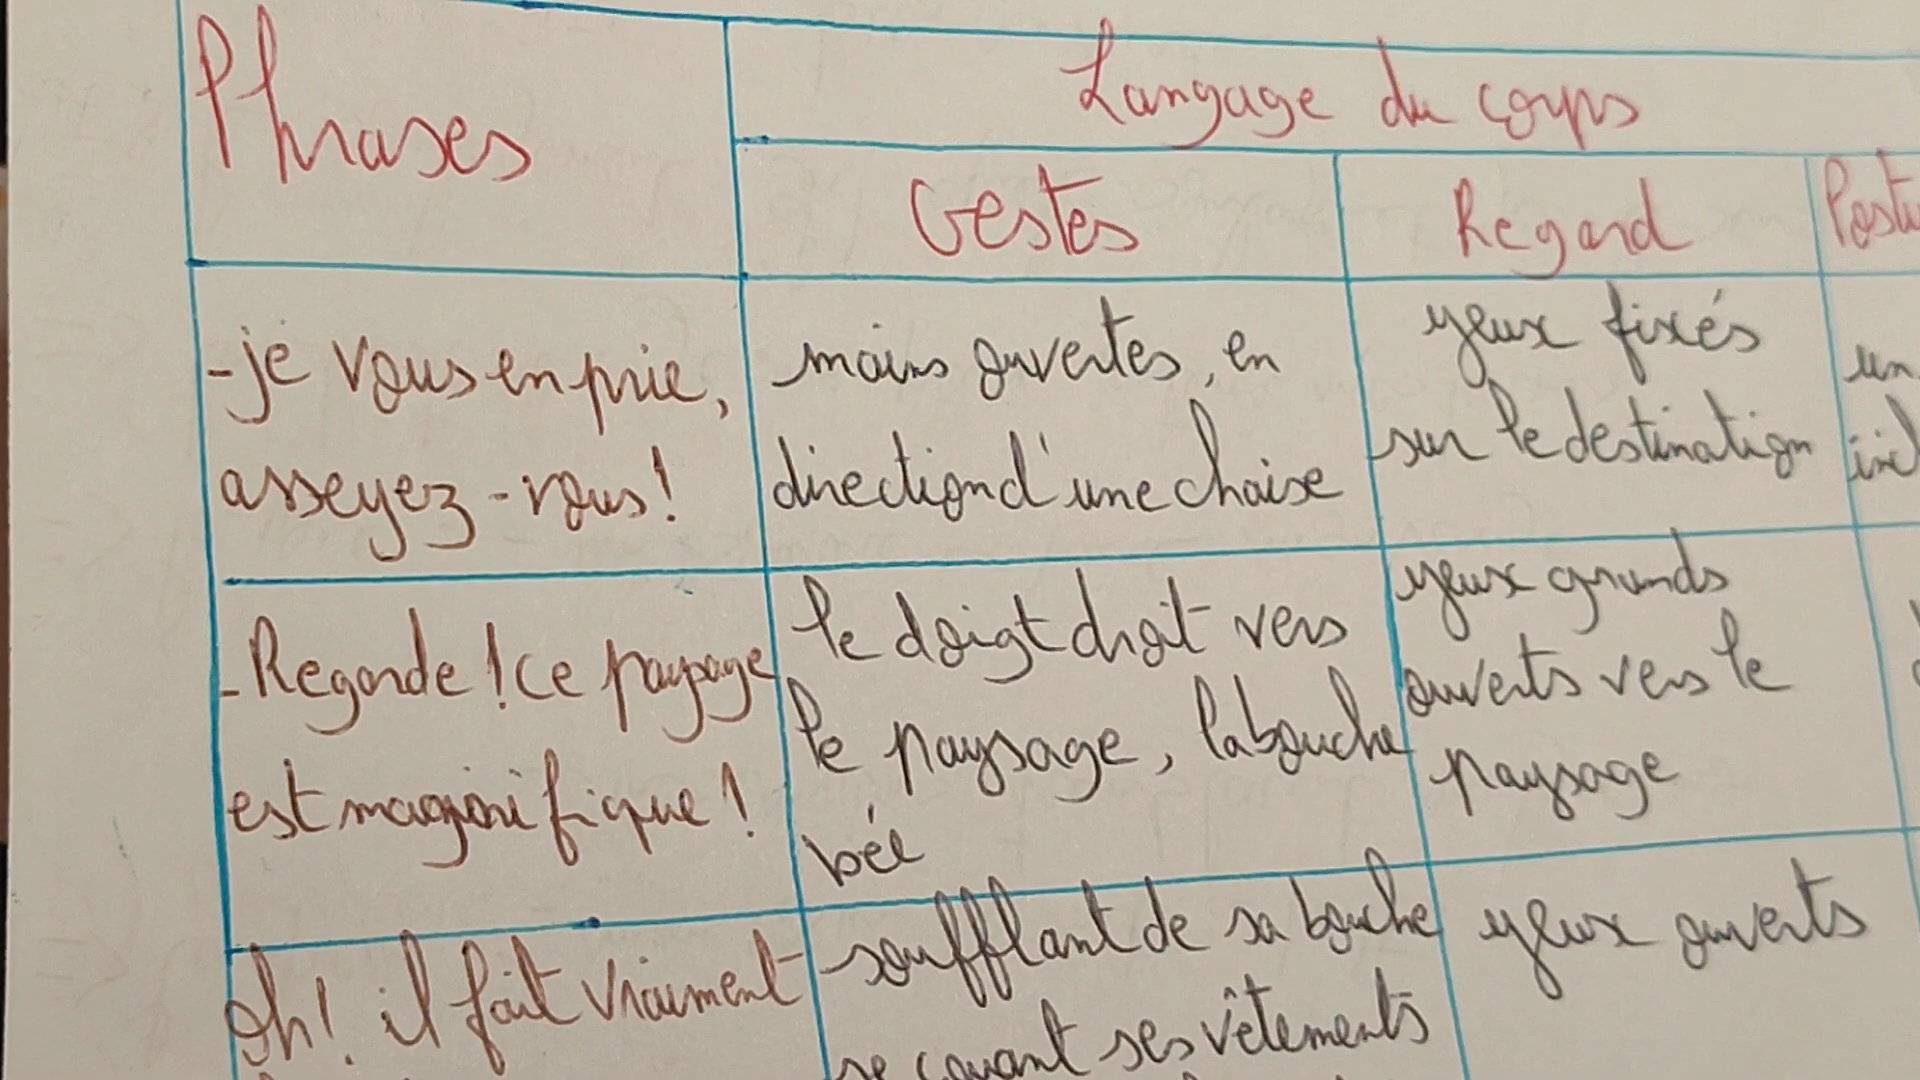 Phrases
Langage du corps
Gestes
Regard
- je vous en prie,
asseyez-vous !
mains ouvertes, en
direction d'une chaise
yeux fixés
sur le destination
un
- Regarde ! ce paysage
est magnifique !
le doigt droit vers
le paysage, la bouche
bée
yeux grands
ouverts vers le
paysage
Oh! il fait vraiment
soufflant de sa bouche
ses vêtements
yeux ouverts